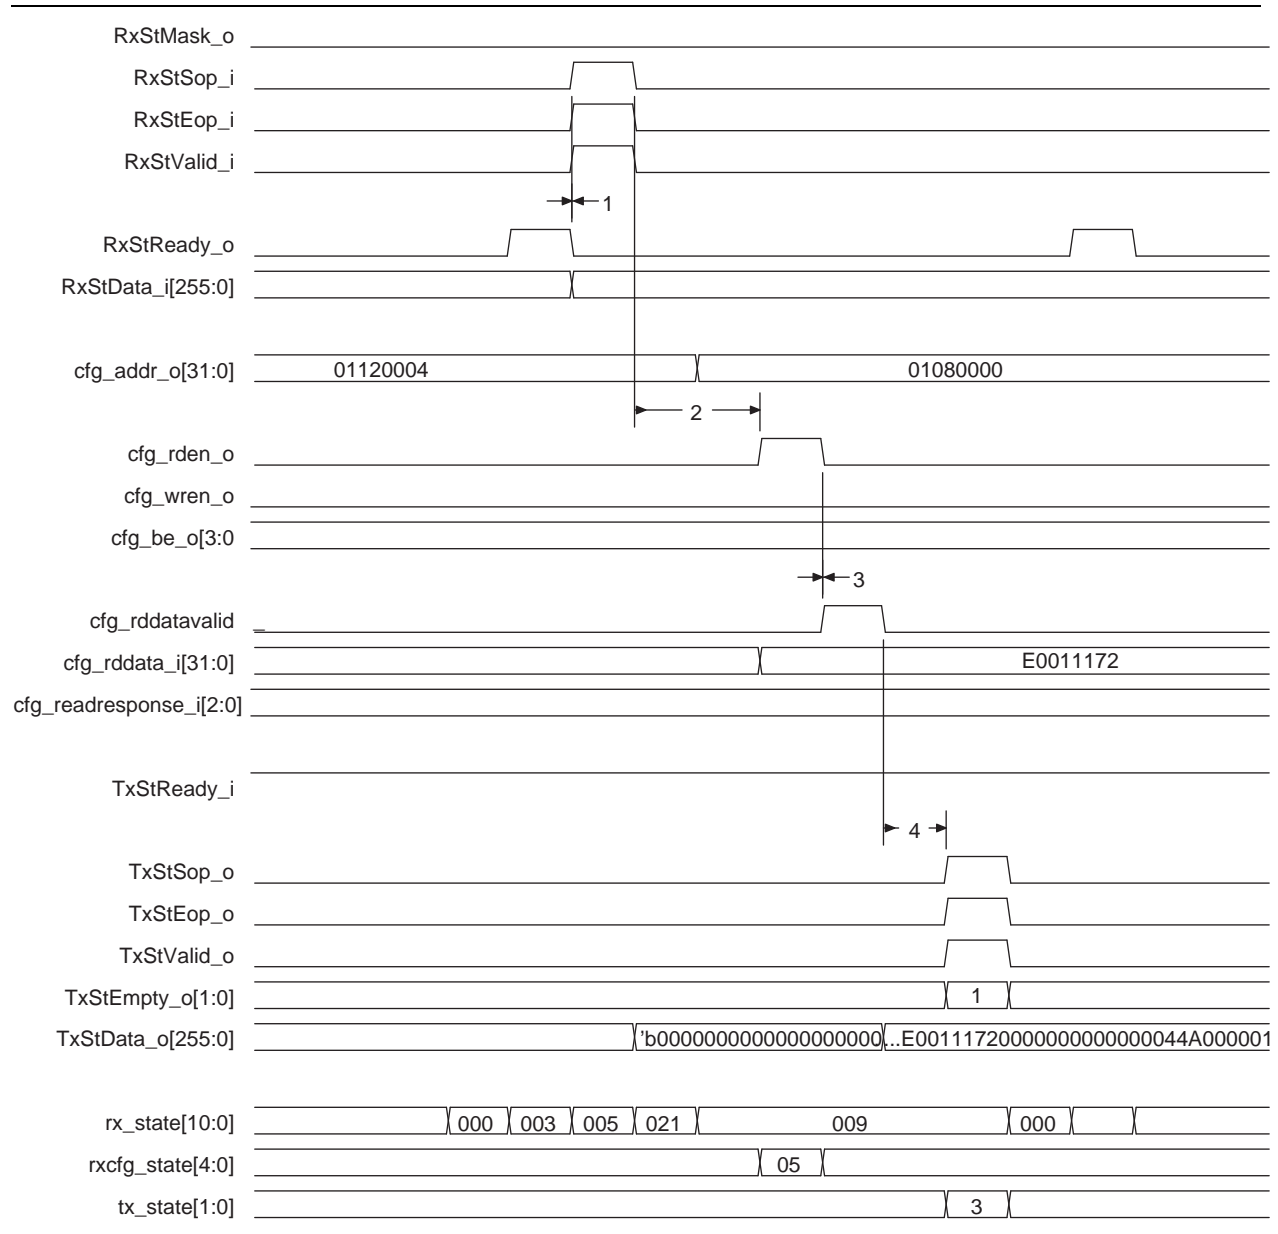 RxStMask_o
RxStSop_i
RxStEop_i
RxStValid_i
1
RxStReady_o
RxStData_i[255:0]
cfg_addr_o[31:0] 01120004 01080000
2
cfg_rden_o
cfg_wren_o
cfg_be_o[3:0
3
cfg_rddatavalid
cfg_rddata_i[31:0] E0011172
cfg_readresponse_i[2:0]
TxStReady_i
4
TxStSop_o
TxStEop_o
TxStValid_o
TxStEmpty_o[1:0] 1
TxStData_o[255:0] 'b00000000000000000000 ...E0011172000000000000000044A000001
rx_state[10:0] 000 003 005 021 009 000
rxcfg_state[4:0] 05
tx_state[1:0] 3